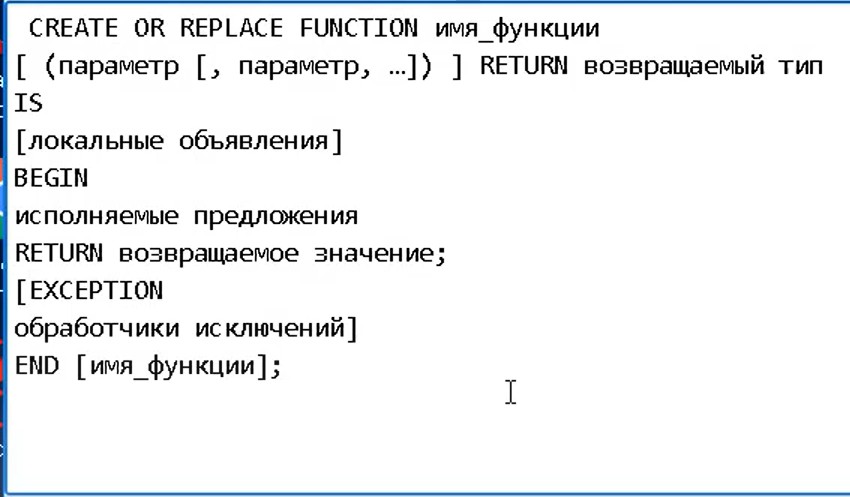 CREATE OR REPLACE FUNCTION имя_функции
[ (параметр [, параметр, …]) ] RETURN возвращаемый тип
IS
[локальные объявления]
BEGIN
исполняемые предложения
RETURN возвращаемое значение;
[EXCEPTION
обработчики исключений]
END [имя_функции];